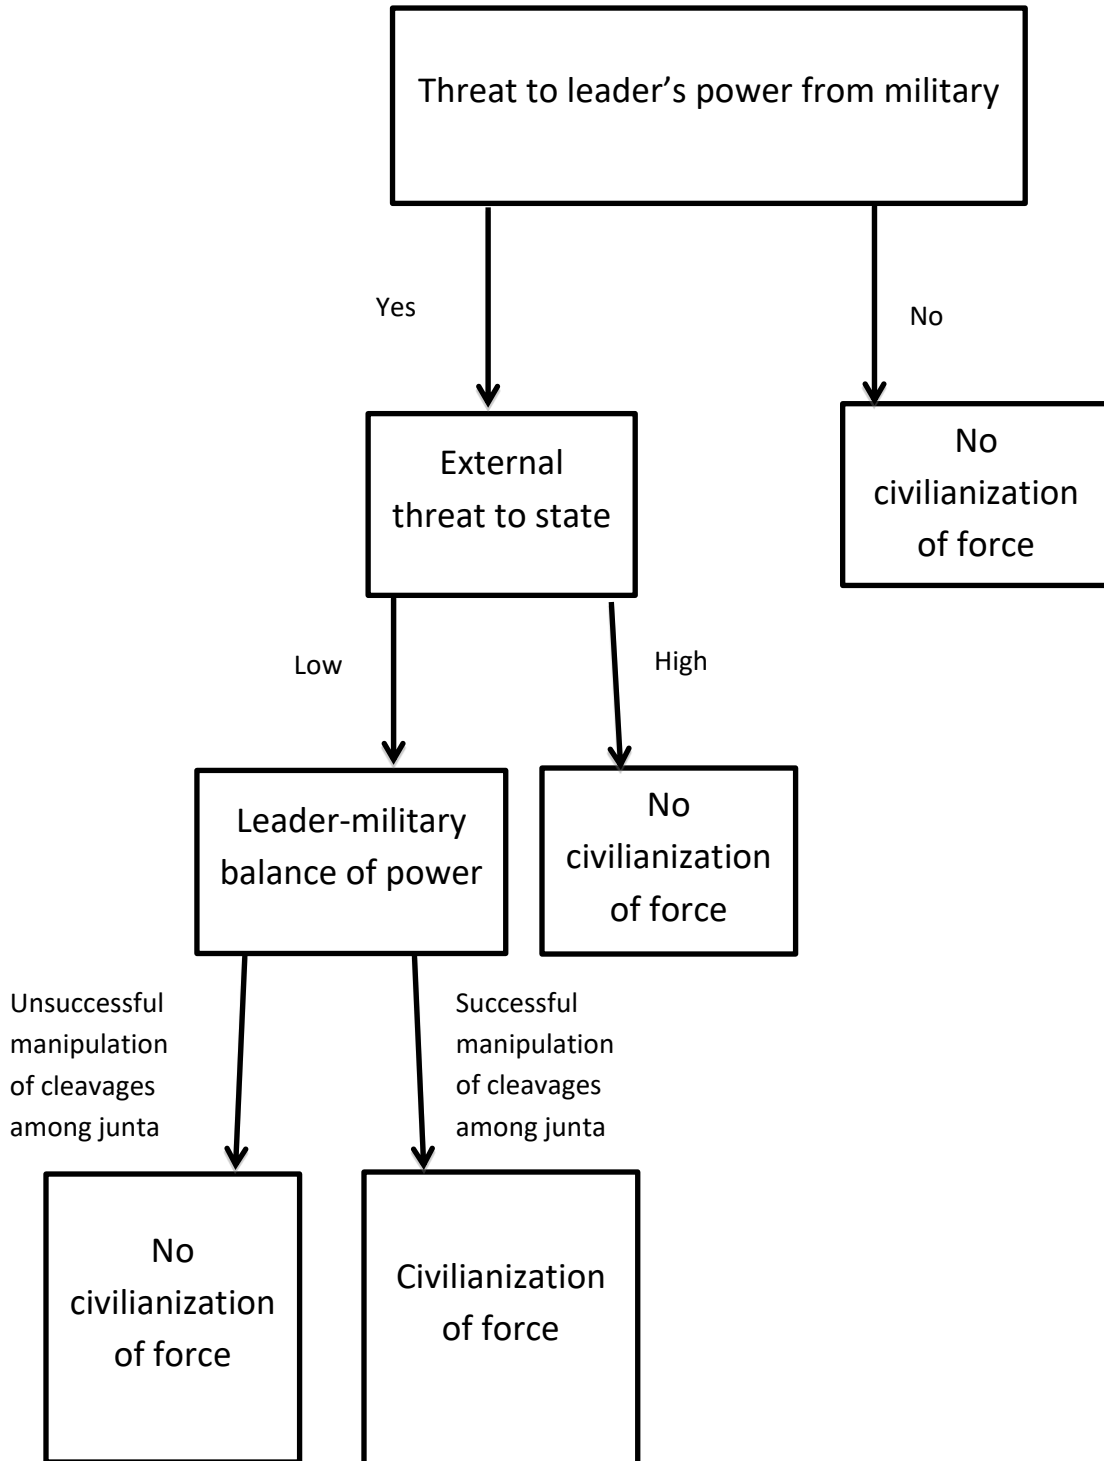 Threat to leader’s power from military
Yes
No
External
threat to state
No
civilianization
of force
Low
High
Leader-military
balance of power
No
civilianization
of force
Unsuccessful
manipulation
of cleavages
among junta
Successful
manipulation
of cleavages
among junta
No
civilianization
of force
Civilianization
of force